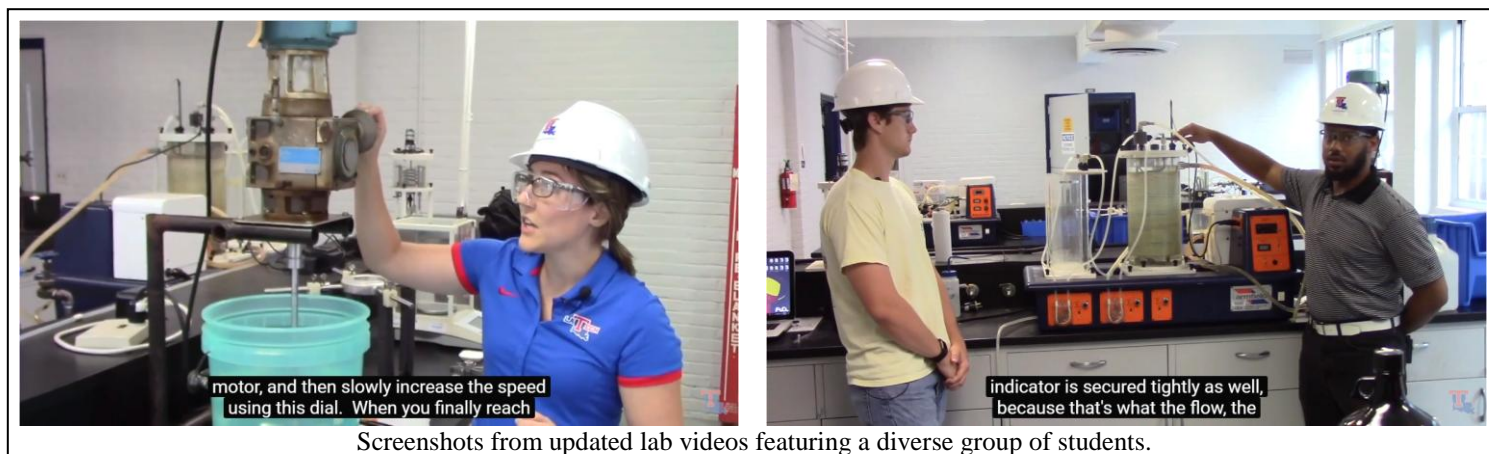 motor, and then slowly increase the speed
using this dial. When you finally reach
indicator is secured tightly as well,
because that's what the flow, the
Screenshots from updated lab videos featuring a diverse group of students.